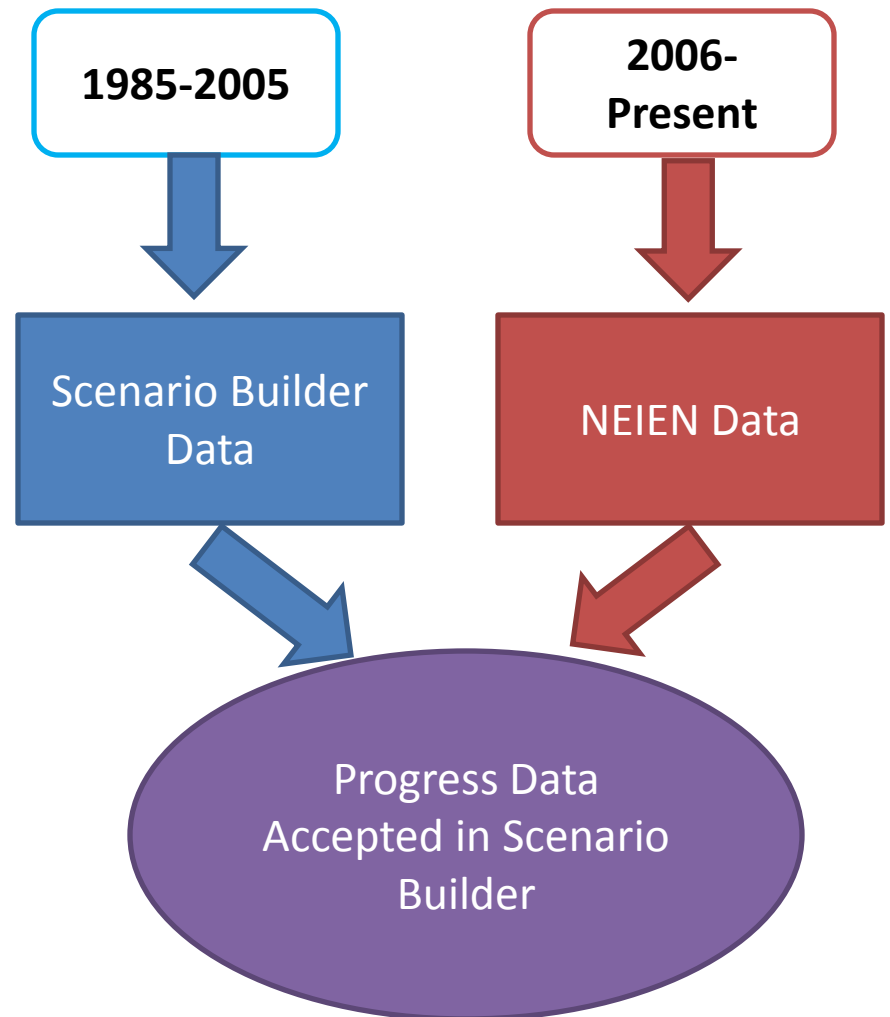 1985-2005
2006-
Present
Scenario Builder
Data
NEIEN Data
Progress Data
Accepted in Scenario
Builder